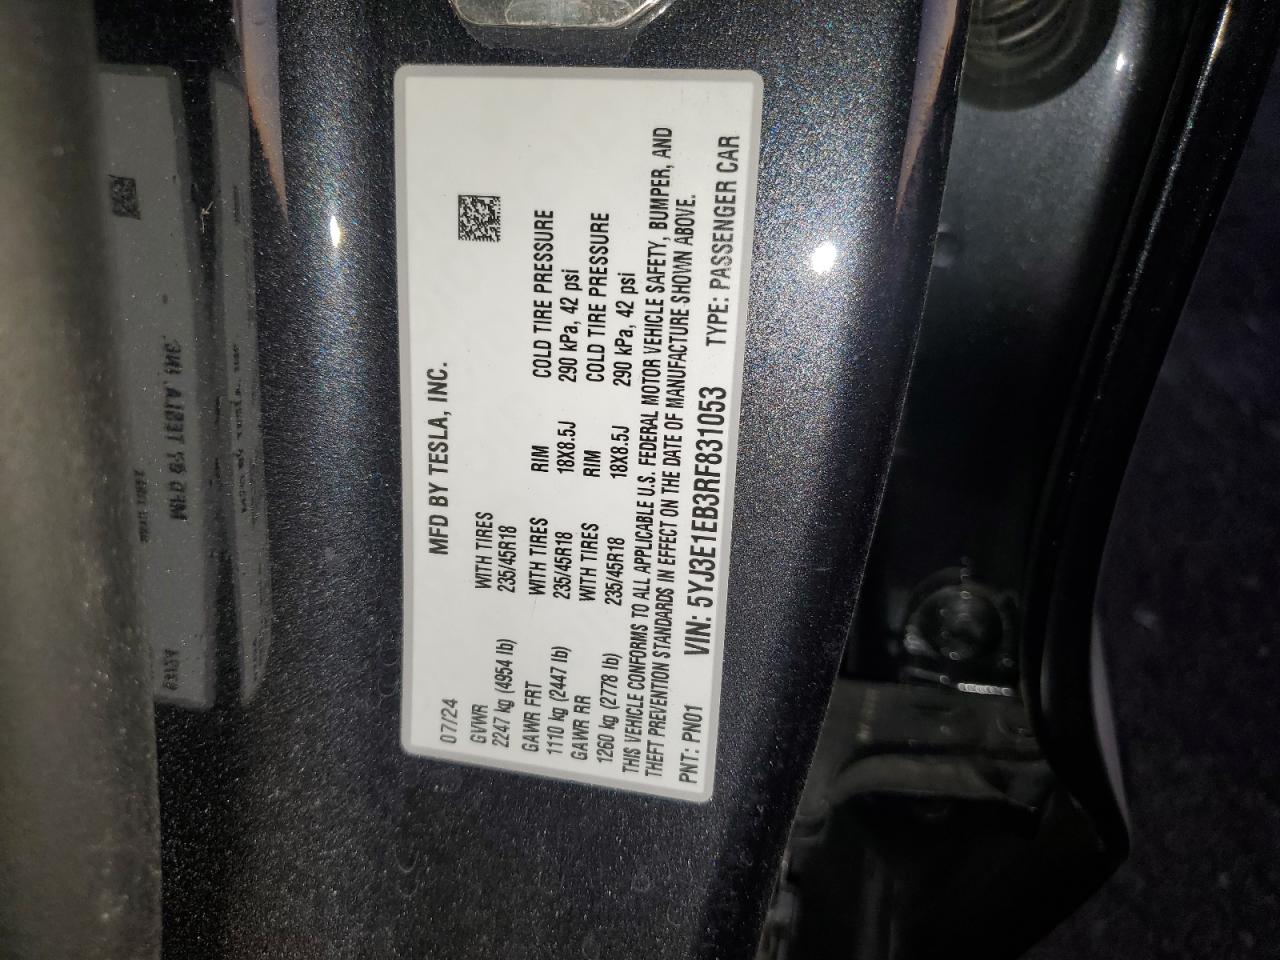 07/24 MFD BY TESLA, INC.
GVWR WITH TIRES
2247 kg (4954 lb) 235/45R18
GAWR FRT WITH TIRES RIM COLD TIRE PRESSURE
1110 kg (2447 lb) 235/45R18 18X8.5J 290 kPa, 42 psi
GAWR RR WITH TIRES RIM COLD TIRE PRESSURE
1260 kg (2778 lb) 235/45R18 18X8.5J 290 kPa, 42 psi
THIS VEHICLE CONFORMS TO ALL APPLICABLE U.S. FEDERAL MOTOR VEHICLE SAFETY, BUMPER, AND
THEFT PREVENTION STANDARDS IN EFFECT ON THE DATE OF MANUFACTURE SHOWN ABOVE.
PNT: PN01 VIN: 5YJ3E1EB3RF831053 TYPE: PASSENGER CAR